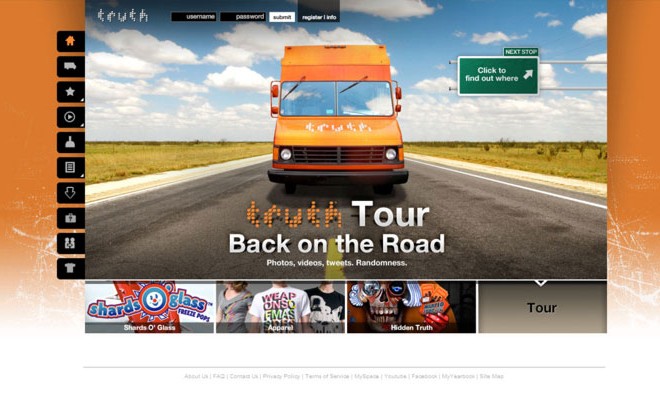 truth
username
password
submit
register | info
NEXT STOP
Click to
find out where
truth
truth Tour
Back on the Road
Photos, videos, tweets. Randomness.
shards o' glass
FREEZE POPS
Shards O' Glass
WEAP
ONSO
EMAS
Apparel
Hidden Truth
Tour
About Us | FAQ | Contact Us | Privacy Policy | Terms of Service | MySpace | Youtube | Facebook | MyYearbook | Site Map